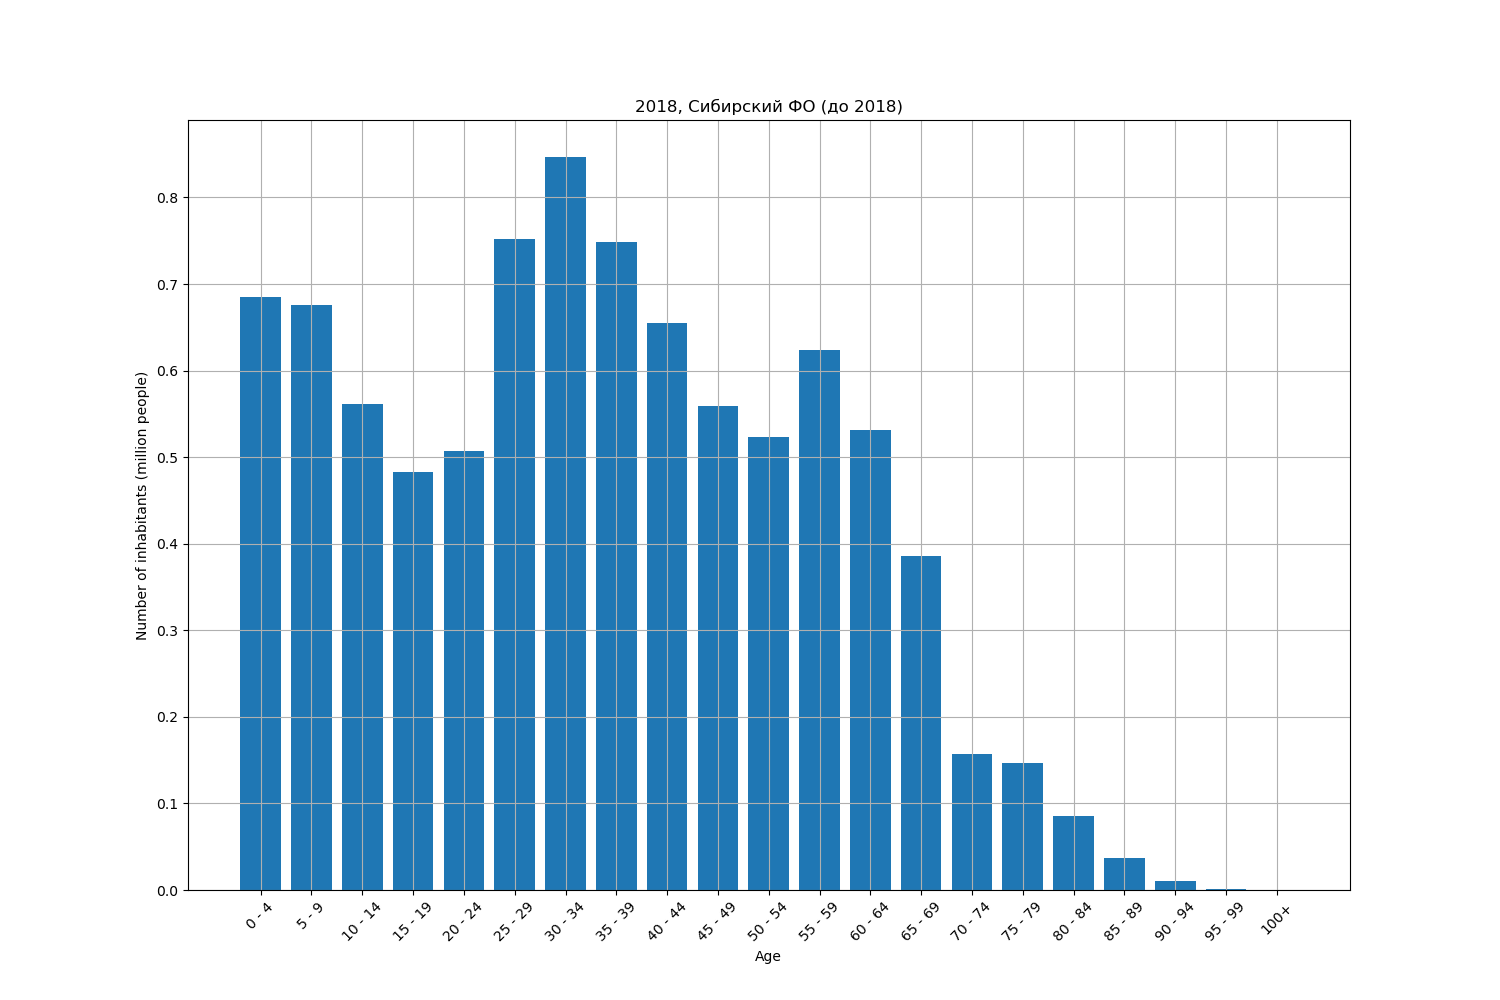 2018, Сибирский ФО (до 2018)
Number of inhabitants (million people)
0.8
0.7
0.6
0.5
0.4
0.3
0.2
0.1
0.0
0 - 4
5 - 9
10 - 14
15 - 19
20 - 24
25 - 29
30 - 34
35 - 39
40 - 44
45 - 49
50 - 54
55 - 59
60 - 64
65 - 69
70 - 74
75 - 79
80 - 84
85 - 89
90 - 94
95 - 99
100+
Age